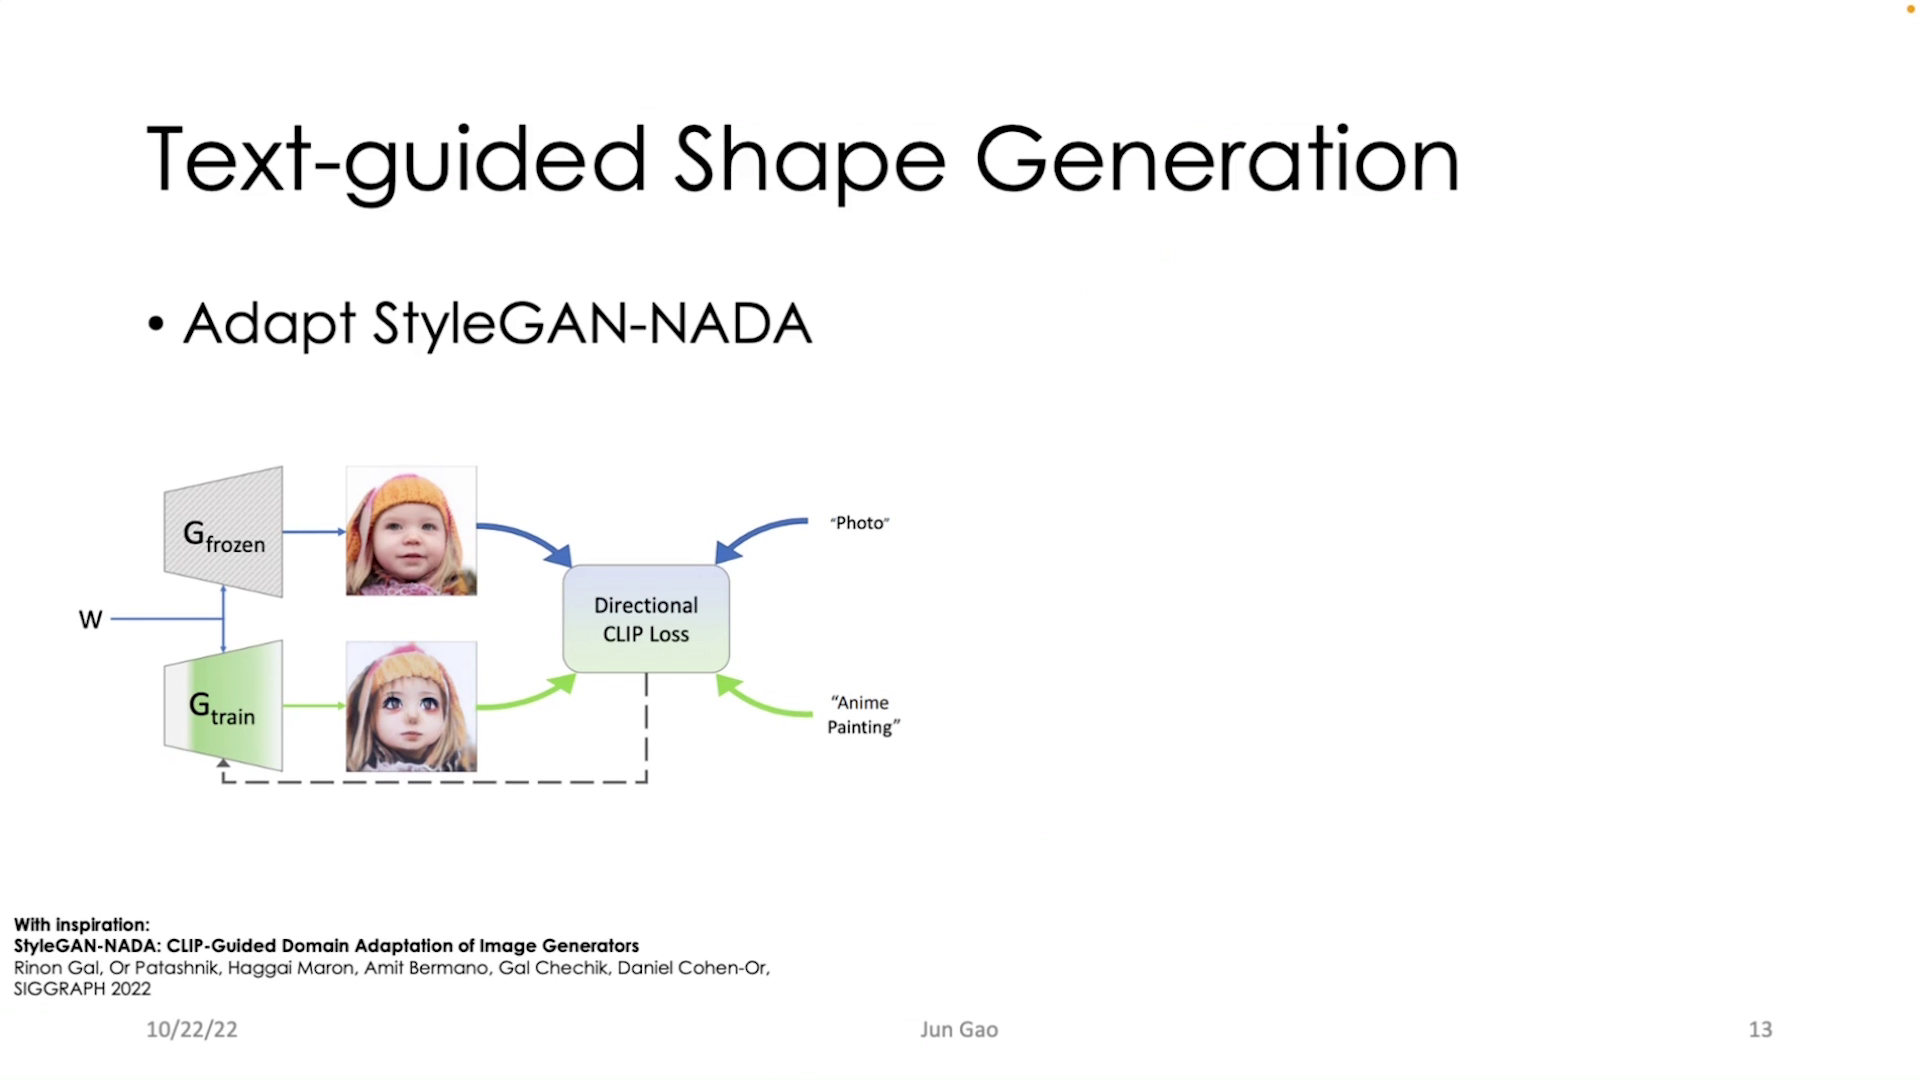 Text-guided Shape Generation
• Adapt StyleGAN-NADA
G frozen
"Photo"
Directional
CLIP Loss
W
G train
“Anime
Painting”
With inspiration:
StyleGAN-NADA: CLIP-Guided Domain Adaptation of Image Generators
Rinon Gal, Or Patashnik, Haggai Maron, Amit Bermano, Gal Chechik, Daniel Cohen-Or,
SIGGRAPH 2022
10/22/22
Jun Gao
13